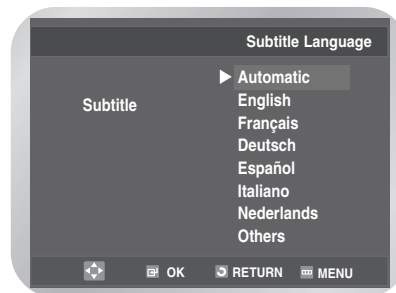 Subtitle Language
Automatic
Subtitle
English
Français
Deutsch
Español
Italiano
Nederlands
Others
OK RETURN MENU